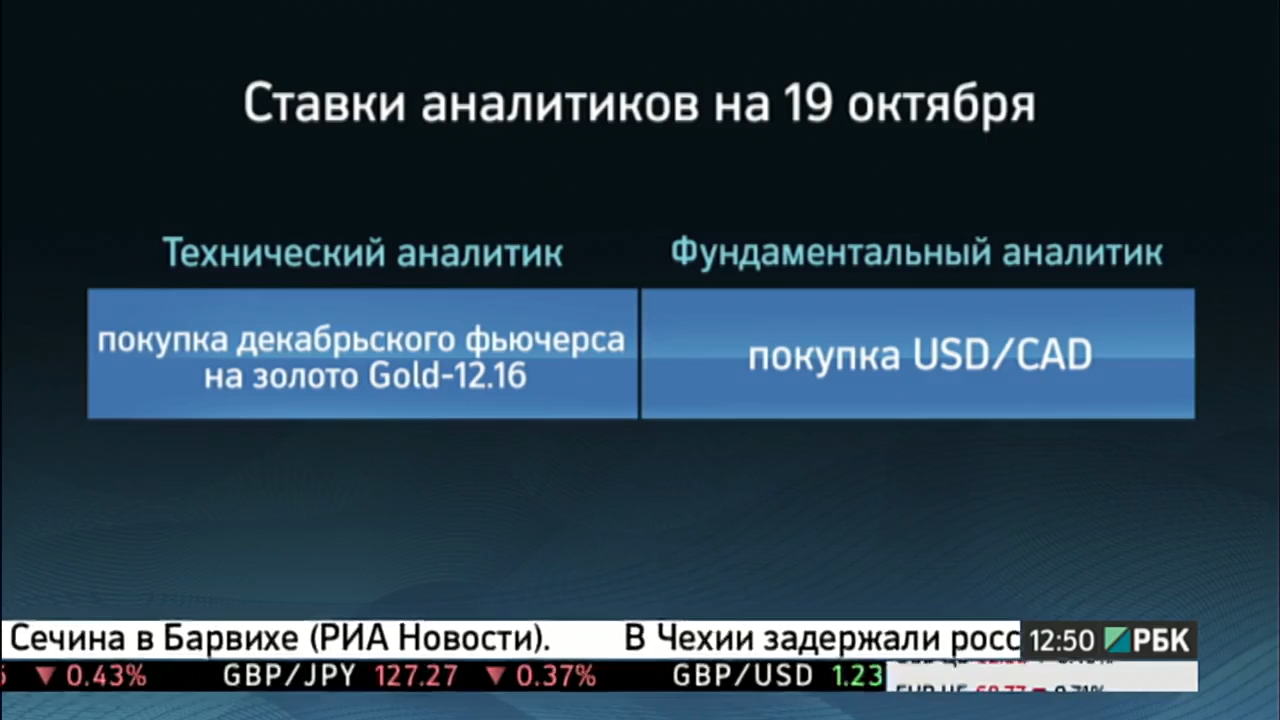 Ставки аналитиков на 19 октября
Технический аналитик
Фундаментальный аналитик
покупка декабрьского фьючерса
на золото Gold-12.16
покупка USD/CAD
Сечина в Барвихе (РИА Новости). В Чехии задержали росс
12:50 РБК
▼ 0.43% GBP/JPY 127.27 ▼ 0.37% GBP/USD 1.23